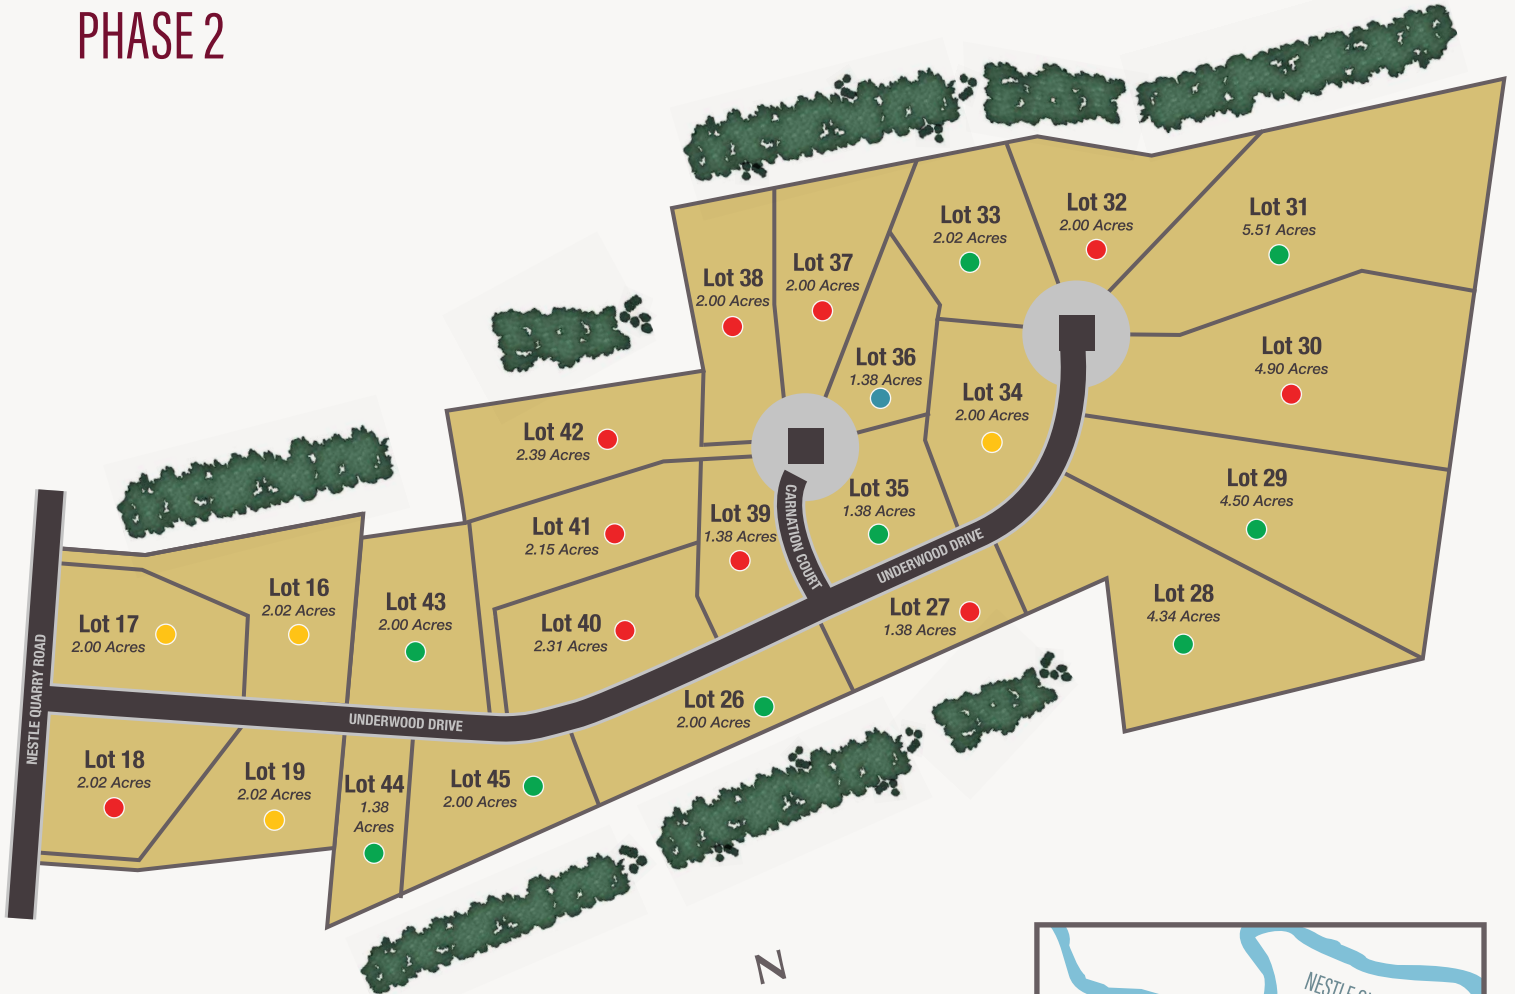 PHASE 2
Lot 33
2.02 Acres
Lot 32
2.00 Acres
Lot 31
5.51 Acres
Lot 38
2.00 Acres
Lot 37
2.00 Acres
Lot 36
1.38 Acres
Lot 34
2.00 Acres
Lot 30
4.90 Acres
Lot 42
2.39 Acres
Lot 41
2.15 Acres
Lot 39
1.38 Acres
CARNATION COURT
Lot 35
1.38 Acres
UNDERWOOD DRIVE
Lot 29
4.50 Acres
Lot 17
2.00 Acres
Lot 16
2.02 Acres
Lot 43
2.00 Acres
Lot 40
2.31 Acres
Lot 27
1.38 Acres
Lot 28
4.34 Acres
NESTLE QUARRY ROAD
UNDERWOOD DRIVE
Lot 26
2.00 Acres
Lot 18
2.02 Acres
Lot 19
2.02 Acres
Lot 44
1.38
Acres
Lot 45
2.00 Acres
N
NESTLE